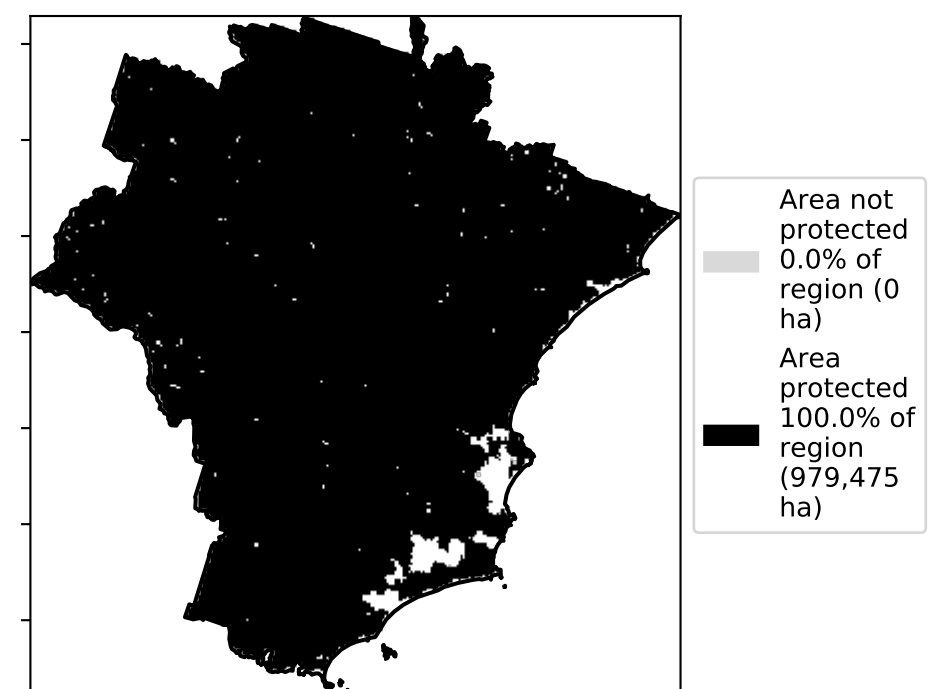 Area not
protected
0.0% of
region (0
ha)
Area
protected
100.0% of
region
(979,475
ha)